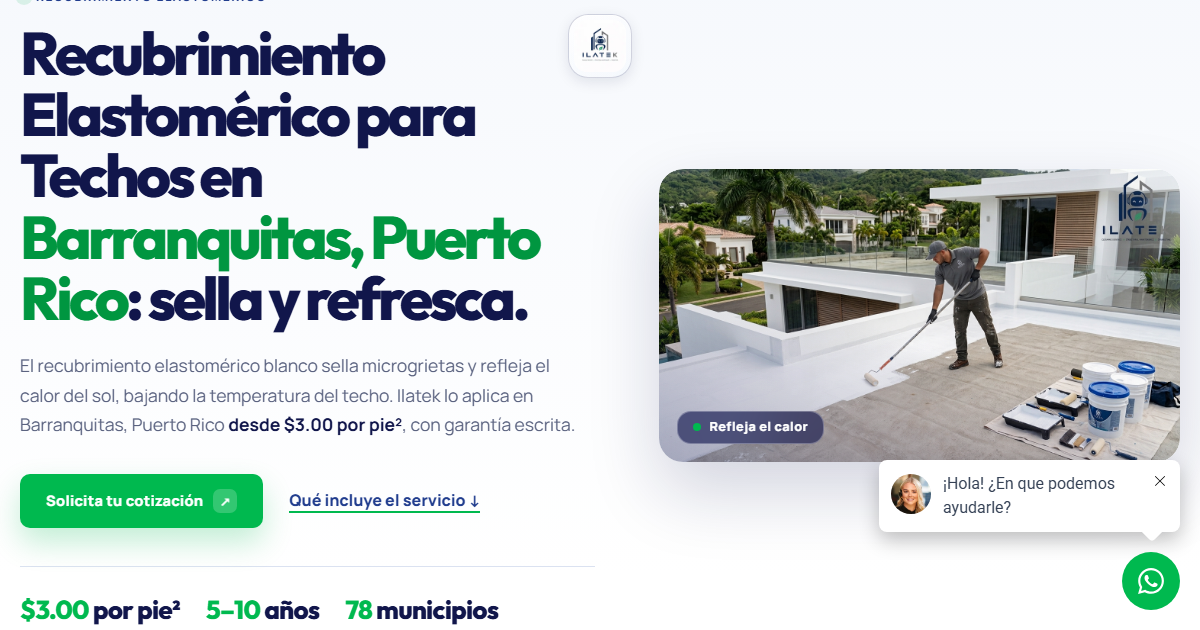 ILATEK
Recubrimiento
Elastomérico para
Techos en
Barranquitas, Puerto
Rico: sella y refresca.
El recubrimiento elastomérico blanco sella microgrietas y refleja el
calor del sol, bajando la temperatura del techo. Ilatek lo aplica en
Barranquitas, Puerto Rico desde $3.00 por pie², con garantía escrita.
Solicita tu cotización ↗
Qué incluye el servicio ↓
$3.00 por pie² 5–10 años 78 municipios
ILATE
Refleja el calor
¡Hola! ¿En que podemos
ayudarle?